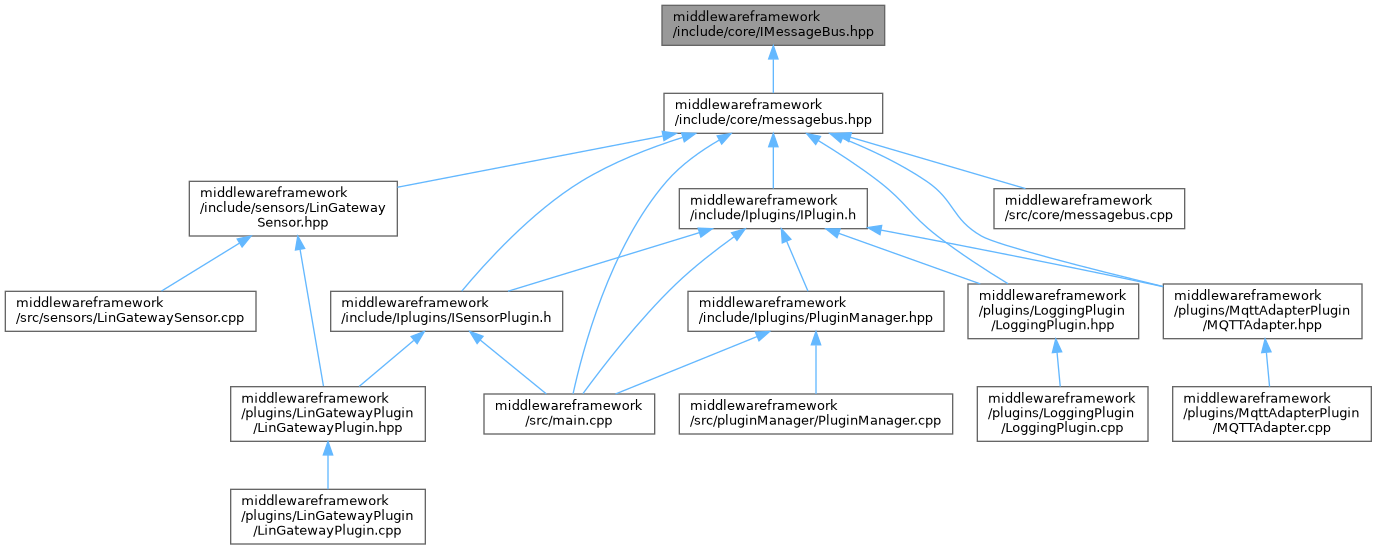 middlewareframework
/include/core/IMessageBus.hpp
middlewareframework
/include/core/messagebus.hpp
middlewareframework
/include/sensors/LinGateway
Sensor.hpp
middlewareframework
/include/Iplugins/IPlugin.h
middlewareframework
/src/core/messagebus.cpp
middlewareframework
/src/sensors/LinGatewaySensor.cpp
middlewareframework
/include/Iplugins/ISensorPlugin.h
middlewareframework
/include/Iplugins/PluginManager.hpp
middlewareframework
/plugins/LoggingPlugin
/LoggingPlugin.hpp
middlewareframework
/plugins/MqttAdapterPlugin
/MQTTAdapter.hpp
middlewareframework
/plugins/LinGatewayPlugin
/LinGatewayPlugin.hpp
middlewareframework
/src/main.cpp
middlewareframework
/src/pluginManager/PluginManager.cpp
middlewareframework
/plugins/LoggingPlugin
/LoggingPlugin.cpp
middlewareframework
/plugins/MqttAdapterPlugin
/MQTTAdapter.cpp
middlewareframework
/plugins/LinGatewayPlugin
/LinGatewayPlugin.cpp